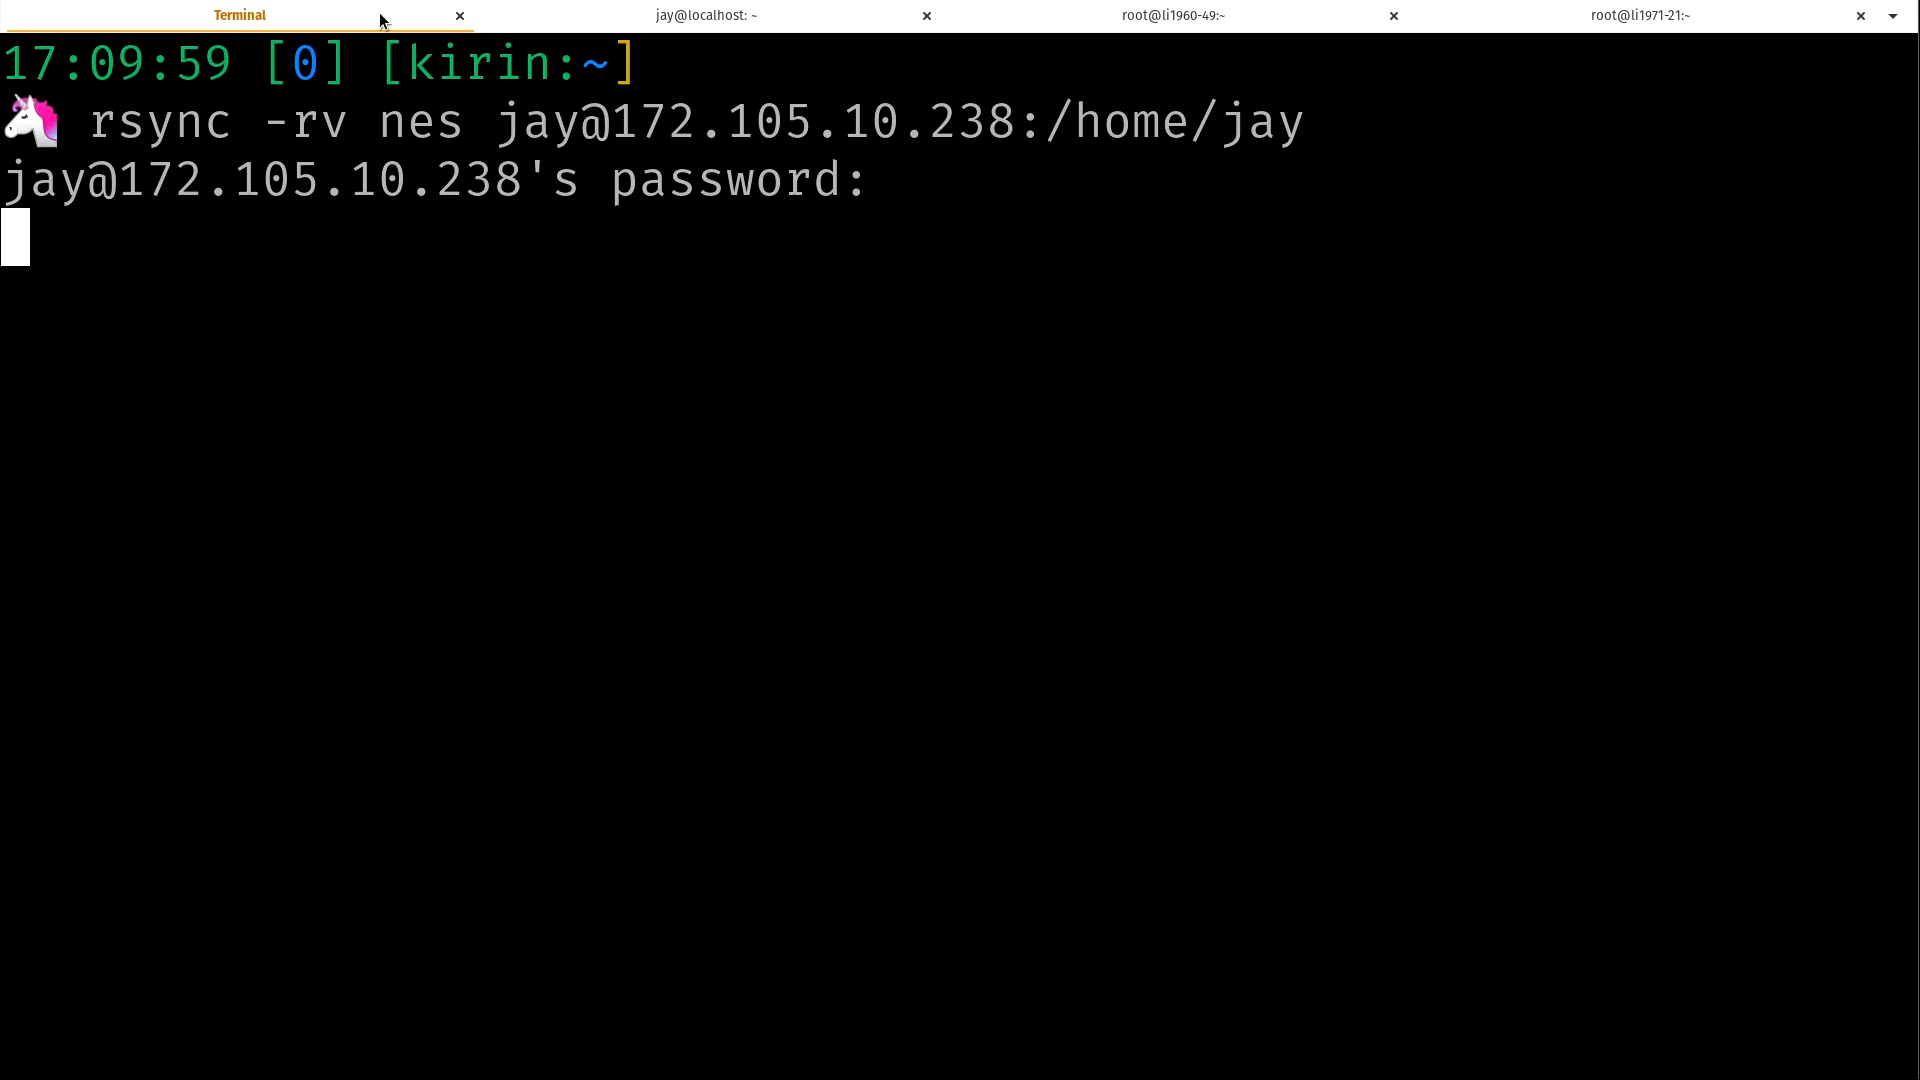 Terminal × jay@localhost: ~ × root@li1960-49:~ × root@li1971-21:~ ×
17:09:59 [0] [kirin:~]
🦄 rsync -rv nes jay@172.105.10.238:/home/jay
jay@172.105.10.238's password: